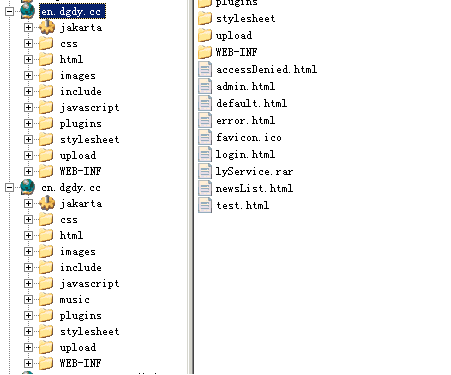 en.dgdy.cc
jakarta
css
html
images
include
javascript
plugins
stylesheet
upload
WEB-INF
cn.dgdy.cc
jakarta
css
html
images
include
javascript
music
plugins
stylesheet
upload
WEB-INF
plugins
stylesheet
upload
WEB-INF
accessDenied.html
admin.html
default.html
error.html
favicon.ico
login.html
lyService.rar
newsList.html
test.html